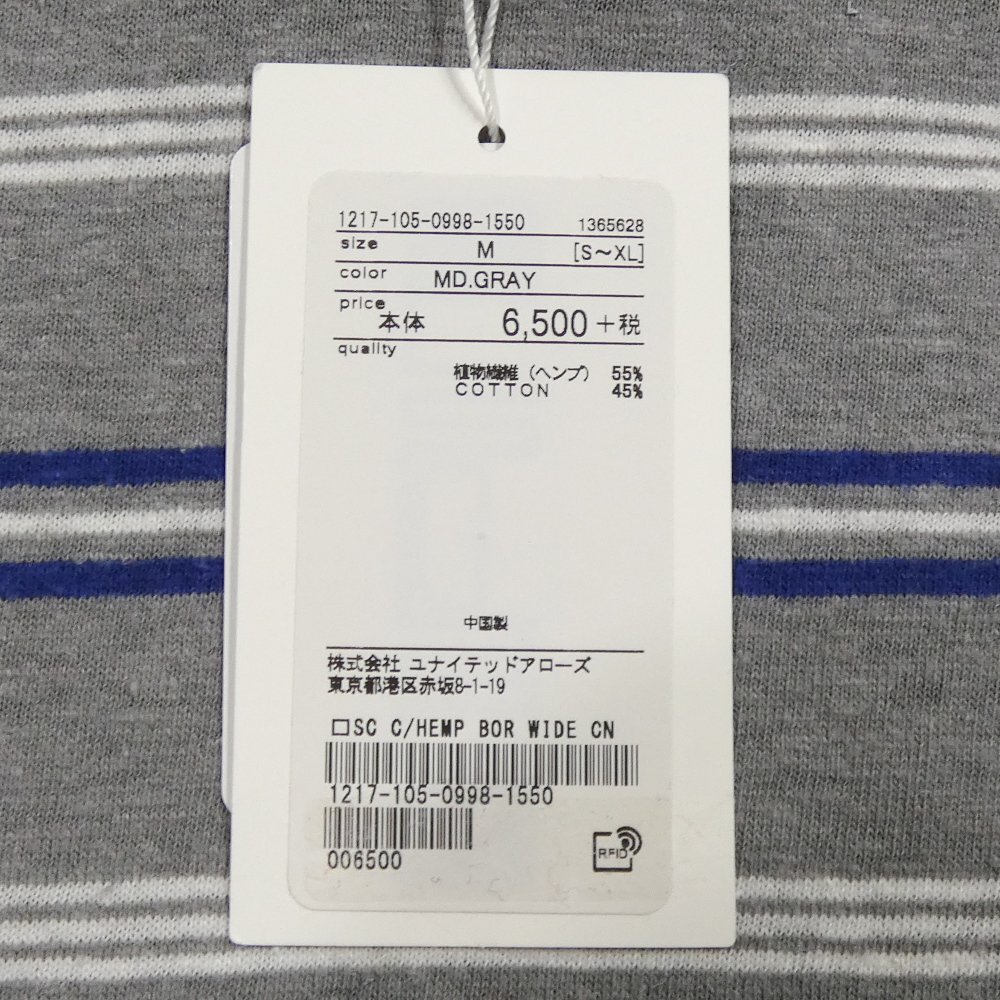 1217-105-0998-1550 1365628
size M [S～XL]
color MD.GRAY
price
本体 6,500+税
quality
植物繊維（ヘンプ） 55%
COTTON 45%
中国製
株式会社 ユナイテッドアローズ
東京都港区赤坂8-1-19
□SC C/HEMP BOR WIDE CN
1217-105-0998-1550
006500
RFID